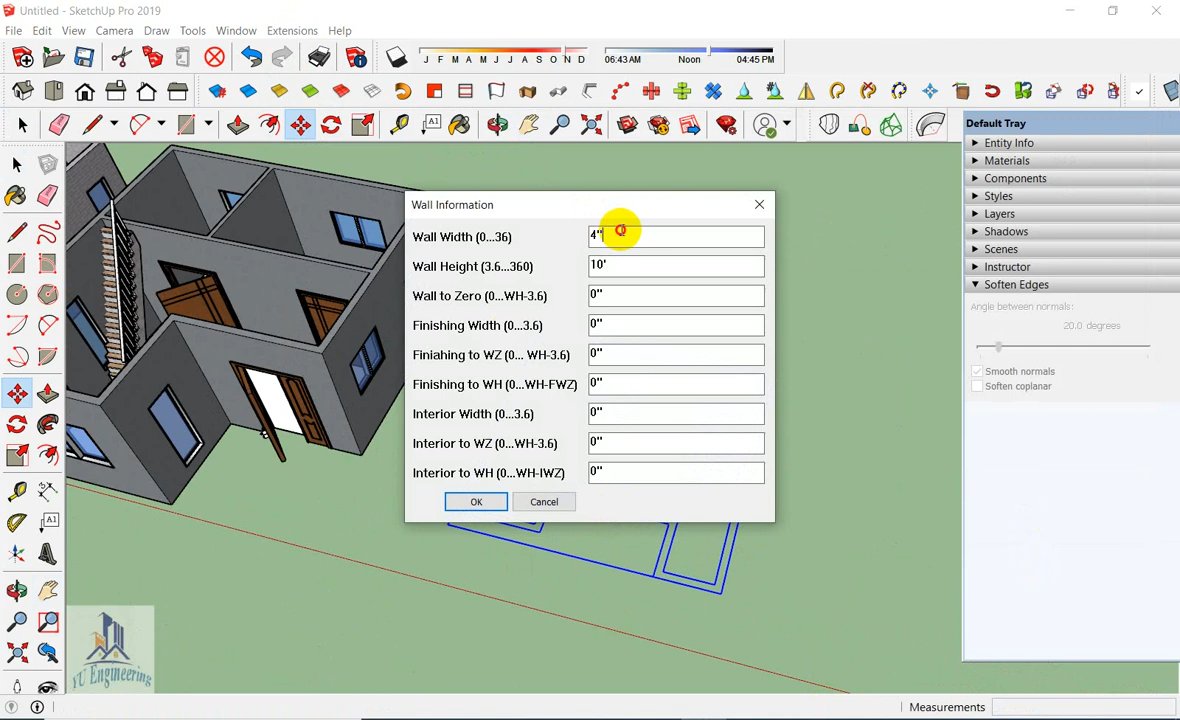 Untitled - SketchUp Pro 2019
File Edit View Camera Draw Tools Window Extensions Help
J F M A M J J A S O N D 06:43 AM Noon 04:45 PM
A1
Default Tray
Entity Info
Materials
Components
Styles
Layers
Shadows
Scenes
Instructor
Soften Edges
Angle between normals:
20.0 degrees
Smooth normals
Soften coplanar
Wall Information
Wall Width (0...36) 4"
Wall Height (3.6...360) 10'
Wall to Zero (0...WH-3.6) 0"
Finishing Width (0...3.6) 0"
Finiahing to WZ (0... WH-3.6) 0"
Finishing to WH (0...WH-FWZ) 0"
Interior Width (0...3.6) 0"
Interior to WZ (0...WH-3.6) 0"
Interior to WH (0...WH-IWZ) 0"
OK Cancel
A1
YU Engineering
Measurements